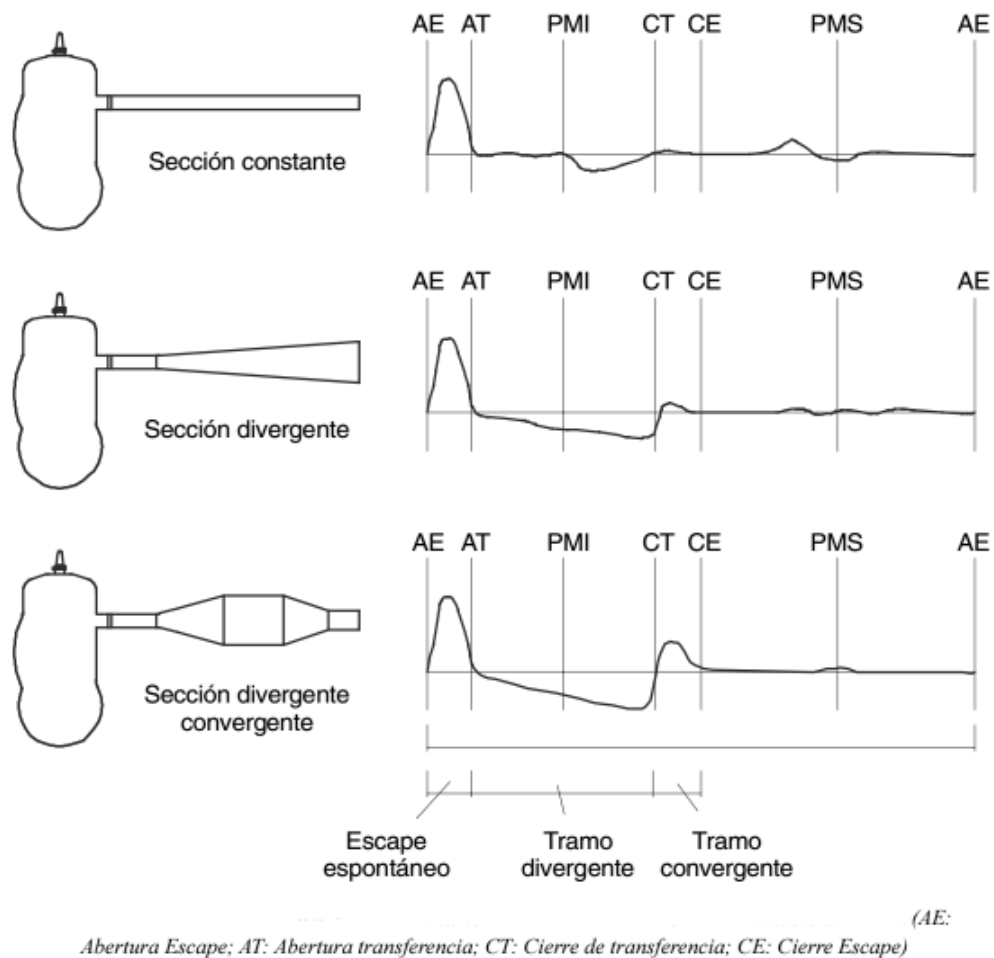 AE AT PMI CT CE PMS AE
Sección constante
AE AT PMI CT CE PMS AE
Sección divergente
AE AT PMI CT CE PMS AE
Sección divergente
convergente
Escape
espontáneo
Tramo
divergente
Tramo
convergente
(AE:
Abertura Escape; AT: Abertura transferencia; CT: Cierre de transferencia; CE: Cierre Escape)